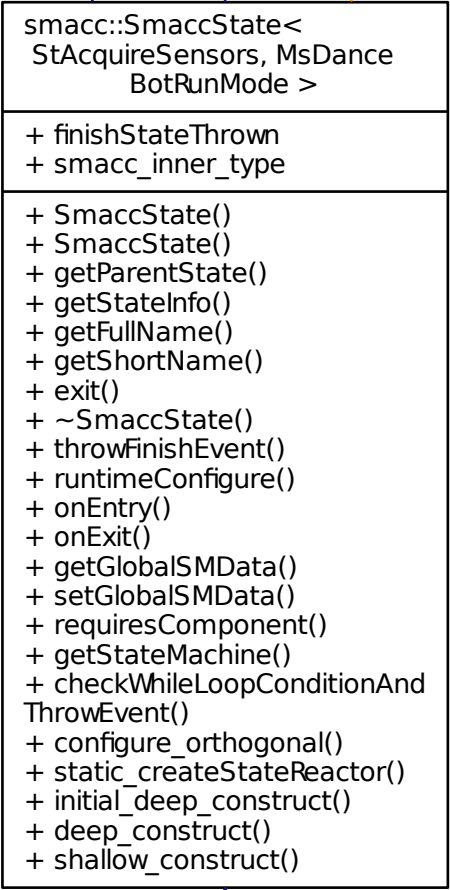 smacc::SmaccState<
StAcquireSensors, MsDance
BotRunMode >
+ finishStateThrown
+ smacc_inner_type
+ SmaccState()
+ SmaccState()
+ getParentState()
+ getStateInfo()
+ getFullName()
+ getShortName()
+ exit()
+ ~SmaccState()
+ throwFinishEvent()
+ runtimeConfigure()
+ onEntry()
+ onExit()
+ getGlobalSMData()
+ setGlobalSMData()
+ requiresComponent()
+ getStateMachine()
+ checkWhileLoopConditionAnd
ThrowEvent()
+ configure_orthogonal()
+ static_createStateReactor()
+ initial_deep_construct()
+ deep_construct()
+ shallow_construct()